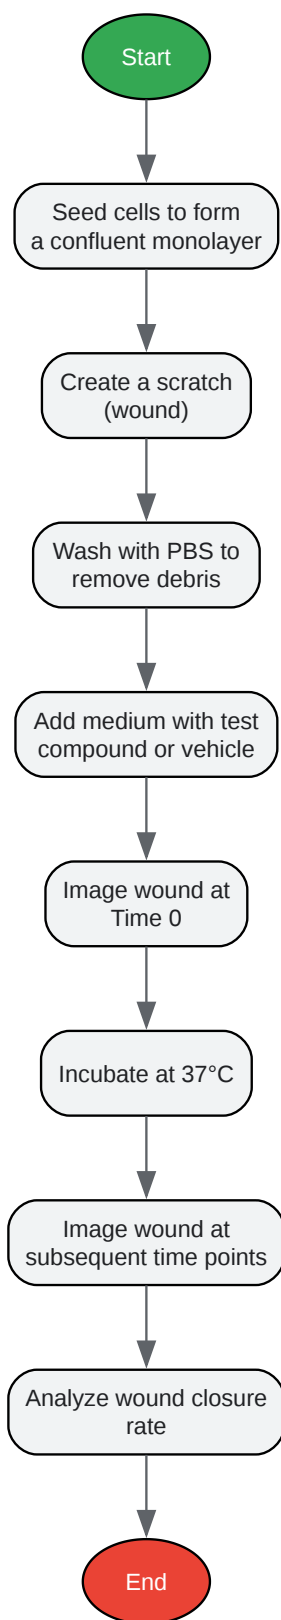 Start
Seed cells to form
a confluent monolayer
Create a scratch
(wound)
Wash with PBS to
remove debris
Add medium with test
compound or vehicle
Image wound at
Time 0
Incubate at 37°C
Image wound at
subsequent time points
Analyze wound closure
rate
End